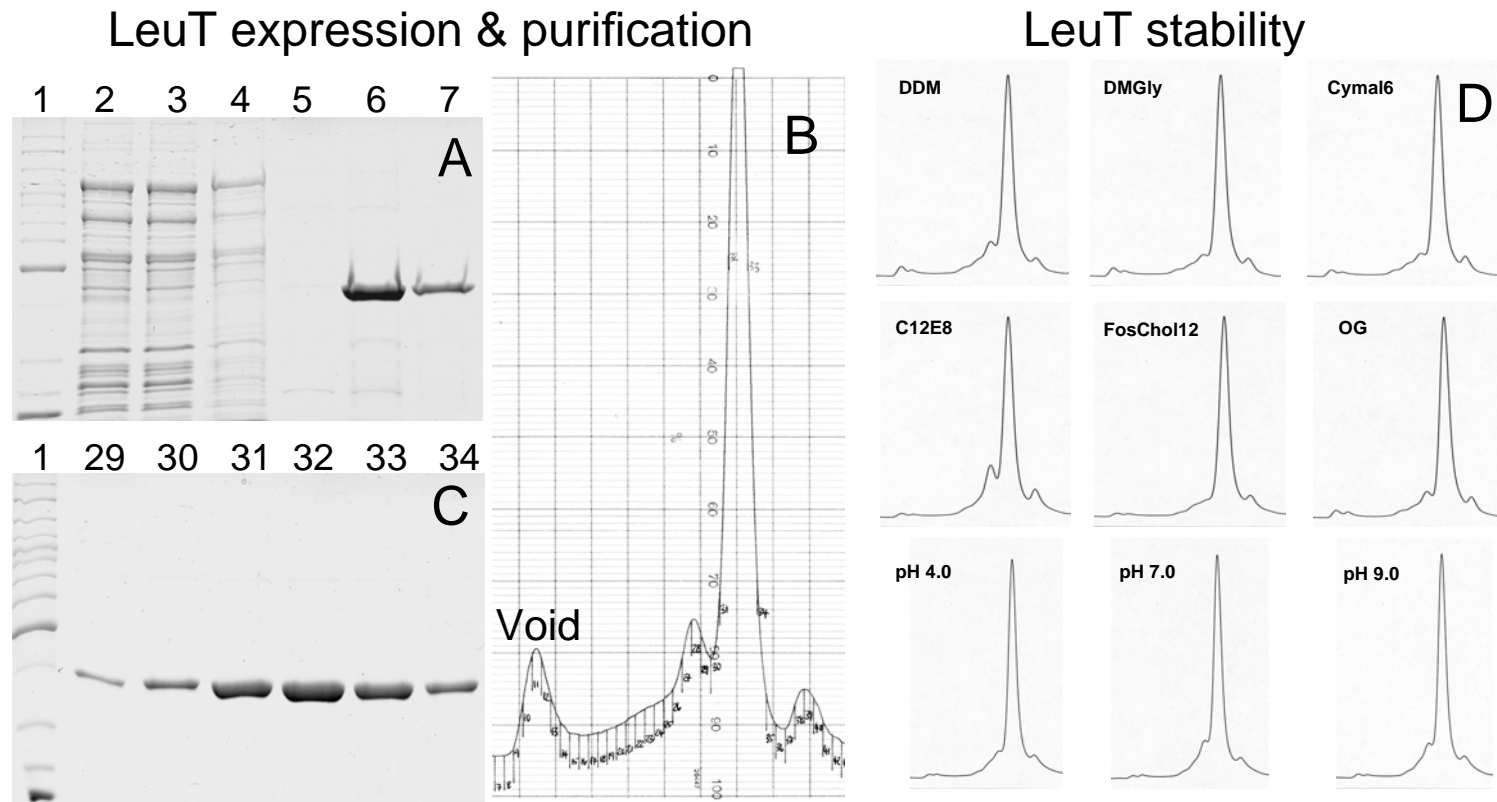 LeuT expression & purification
LeuT stability
1 2 3 4 5 6 7
A
1 29 30 31 32 33 34
C
B
0
10
20
30
40
50
60
70
90
100
Void
D
DDM
DMGly
Cymal6
C12E8
FosChol12
OG
pH 4.0
pH 7.0
pH 9.0